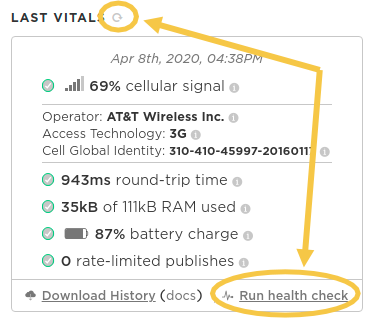 LAST VITALS
Apr 8th, 2020, 04:38PM
69% cellular signal
Operator: AT&T Wireless Inc.
Access Technology: 3G
Cell Global Identity: 310-410-45997-20160117
943ms round-trip time
35kB of 111kB RAM used
87% battery charge
0 rate-limited publishes
Download History (docs) Run health check